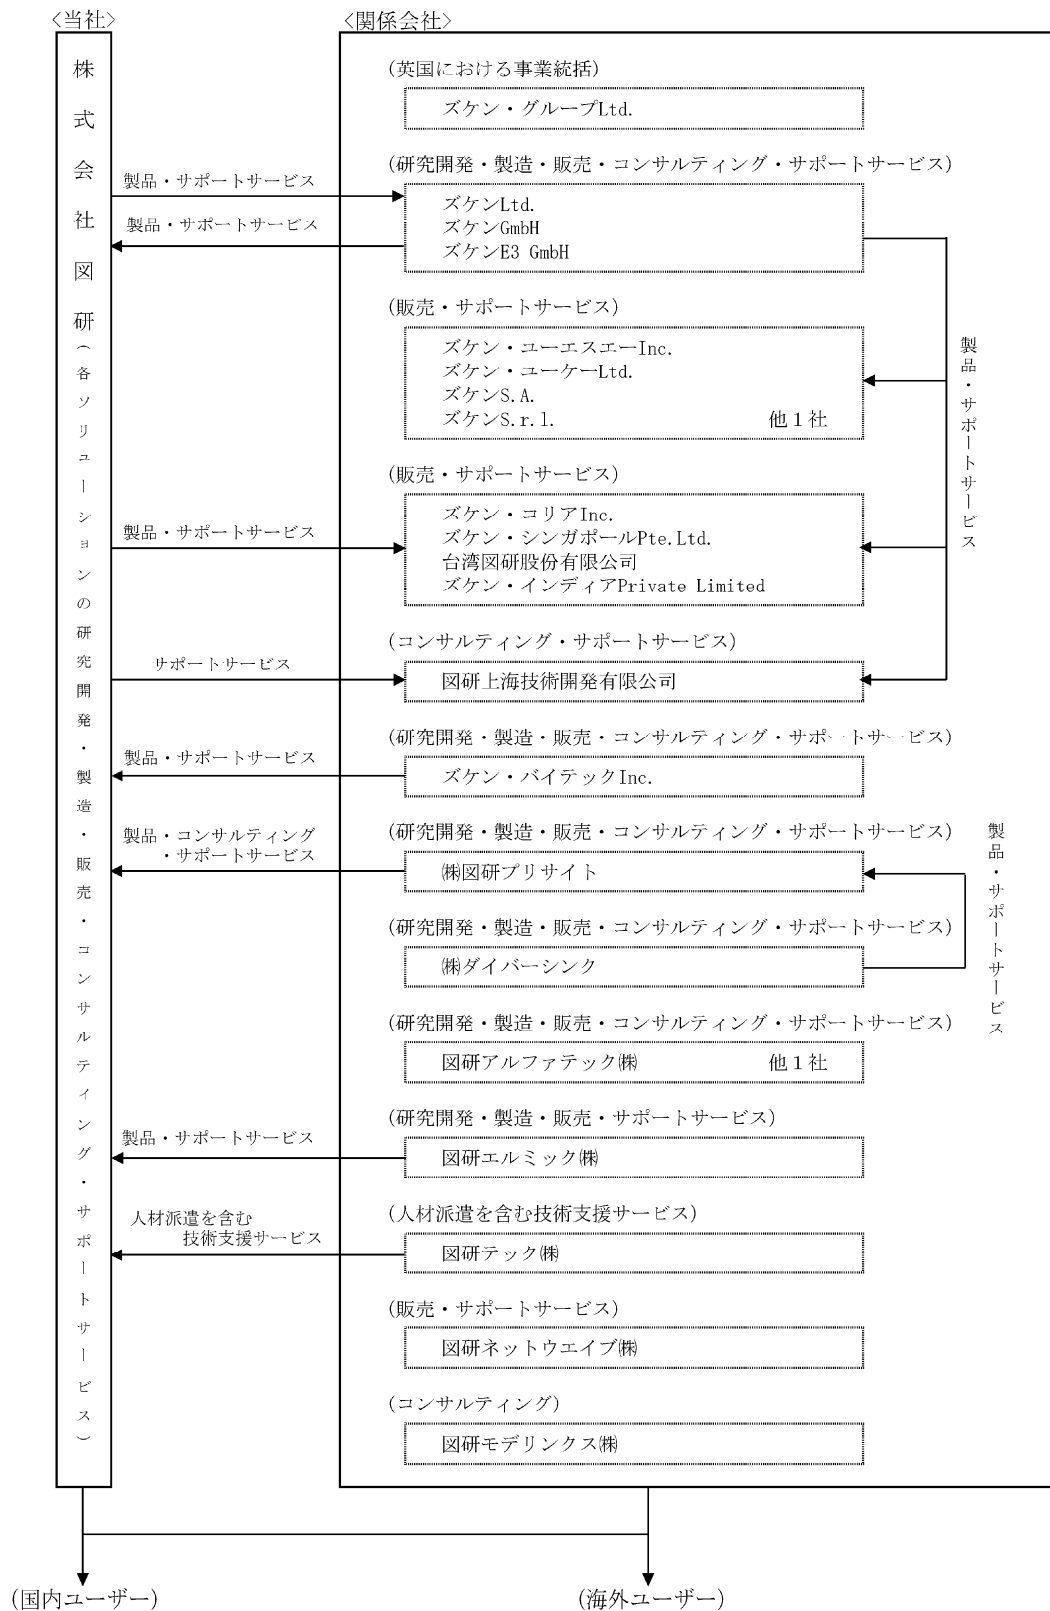 <当社>
株式会社図研(各ソリューションの研究開発・製造・販売・コンサルティング・サポートサービス)
<関係会社>
(英国における事業統括)
ズケン・グループLtd.
(研究開発・製造・販売・コンサルティング・サポートサービス)
製品・サポートサービス
製品・サポートサービス
ズケンLtd.
ズケンGmbH
ズケンE3 GmbH
(販売・サポートサービス)
ズケン・ユーエスエーInc.
ズケン・ユーケーLtd.
ズケンS.A.
ズケンS.r.l. 他1社
製品・サポートサービス
(販売・サポートサービス)
製品・サポートサービス
ズケン・コリアInc.
ズケン・シンガポールPte.Ltd.
台湾図研股份有限公司
ズケン・インディアPrivate Limited
(コンサルティング・サポートサービス)
サポートサービス
図研上海技術開発有限公司
(研究開発・製造・販売・コンサルティング・サポートサービス)
製品・サポートサービス
ズケン・バイテックInc.
(研究開発・製造・販売・コンサルティング・サポートサービス)
製品・コンサルティング
・サポートサービス
㈱図研プリサイト
製品・サポートサービス
(研究開発・製造・販売・コンサルティング・サポートサービス)
㈱ダイバーシンク
(研究開発・製造・販売・コンサルティング・サポートサービス)
図研アルファテック㈱ 他1社
(研究開発・製造・販売・サポートサービス)
製品・サポートサービス
図研エルミック㈱
(人材派遣を含む技術支援サービス)
人材派遣を含む
技術支援サービス
図研テック㈱
(販売・サポートサービス)
図研ネットウエイブ㈱
(コンサルティング)
図研モデリンクス㈱
(国内ユーザー)
(海外ユーザー)